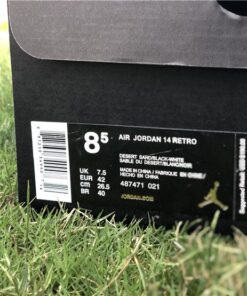 8.5
AIR JORDAN 14 RETRO
DESERT SAND/BLACK-WHITE
SABLE DU DESERT/BLANC/NOIR
MADE IN CHINA / FABRIQUE EN CHINE /
HECHO EN CHINA
487471 021
UK 7.5
EUR 42
cm 26.5
BR 40
JORDAN.COM
Suggested Retail